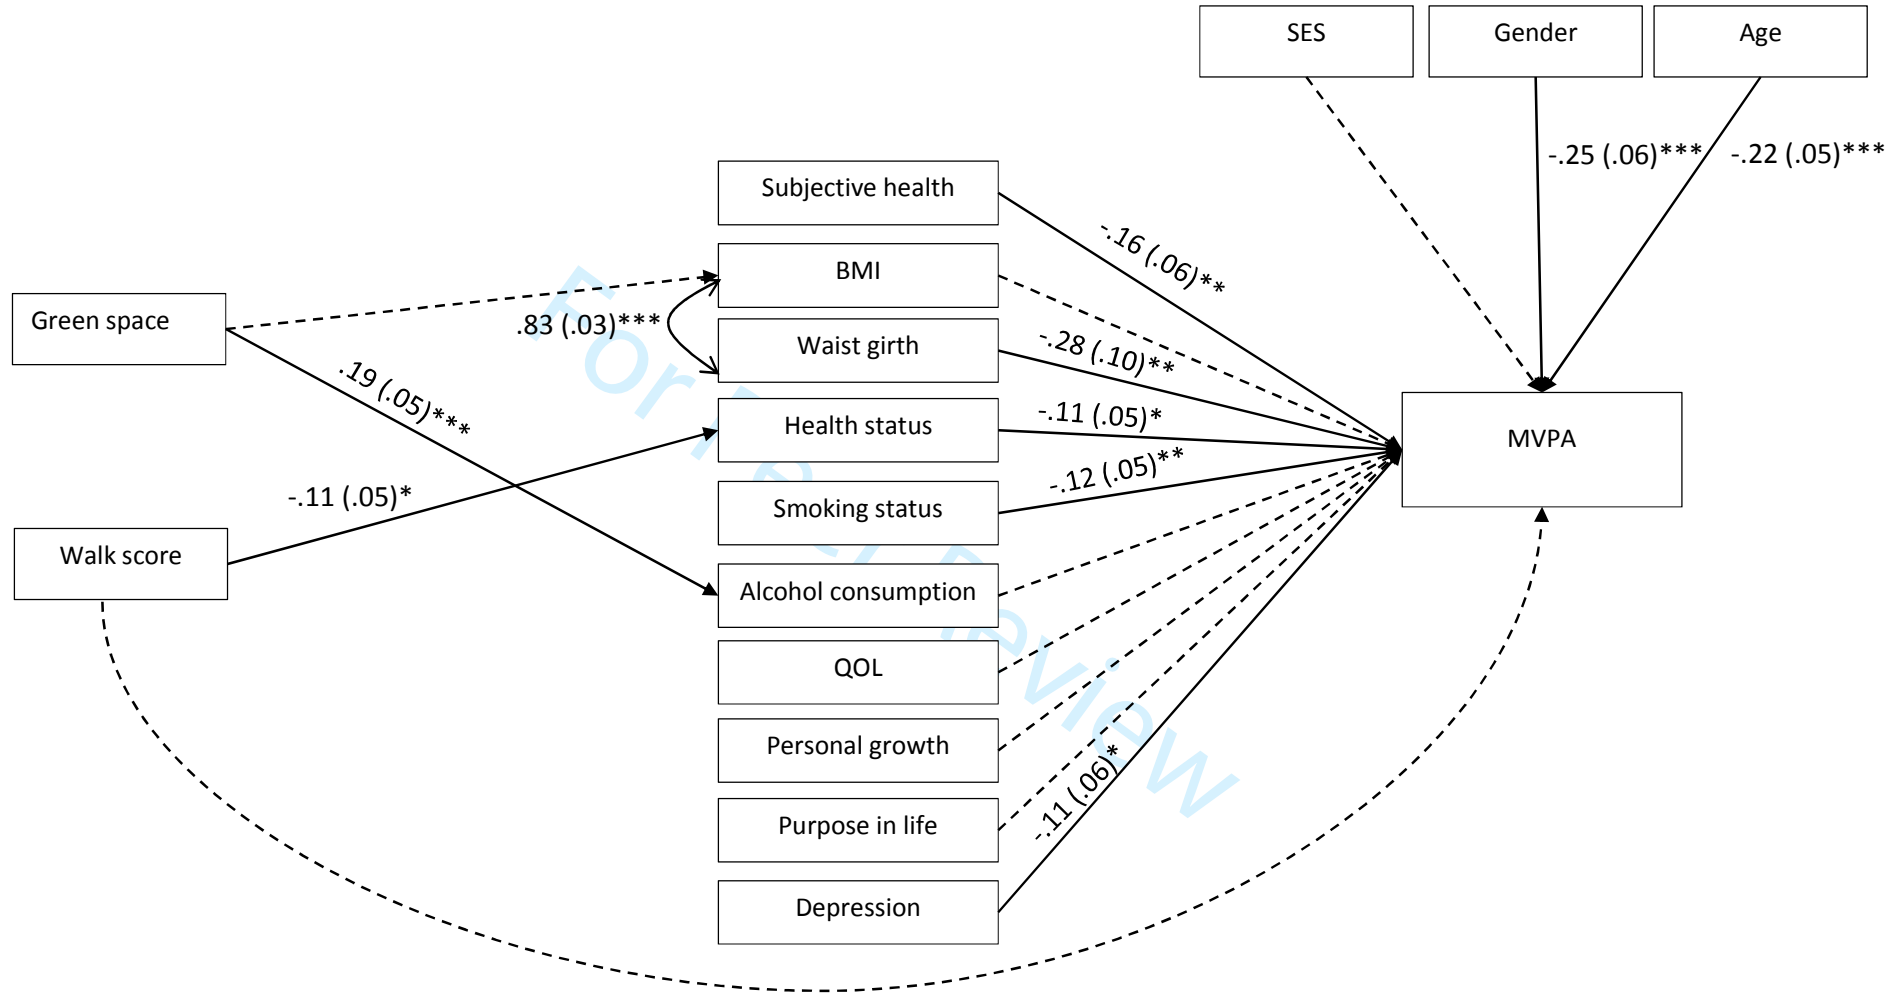 SES
Gender
Age
-.25 (.06)***
-.22 (.05)***
Subjective health
-.16 (.06)**
BMI
Green space
.83 (.03)***
Waist girth
-.28 (.10)**
.19 (.05)***
Health status
-.11 (.05)*
MVPA
-.11 (.05)*
Smoking status
-.12 (.05)**
Walk score
Alcohol consumption
QOL
Personal growth
Purpose in life
-.11 (.06)*
Depression
For Peer Review